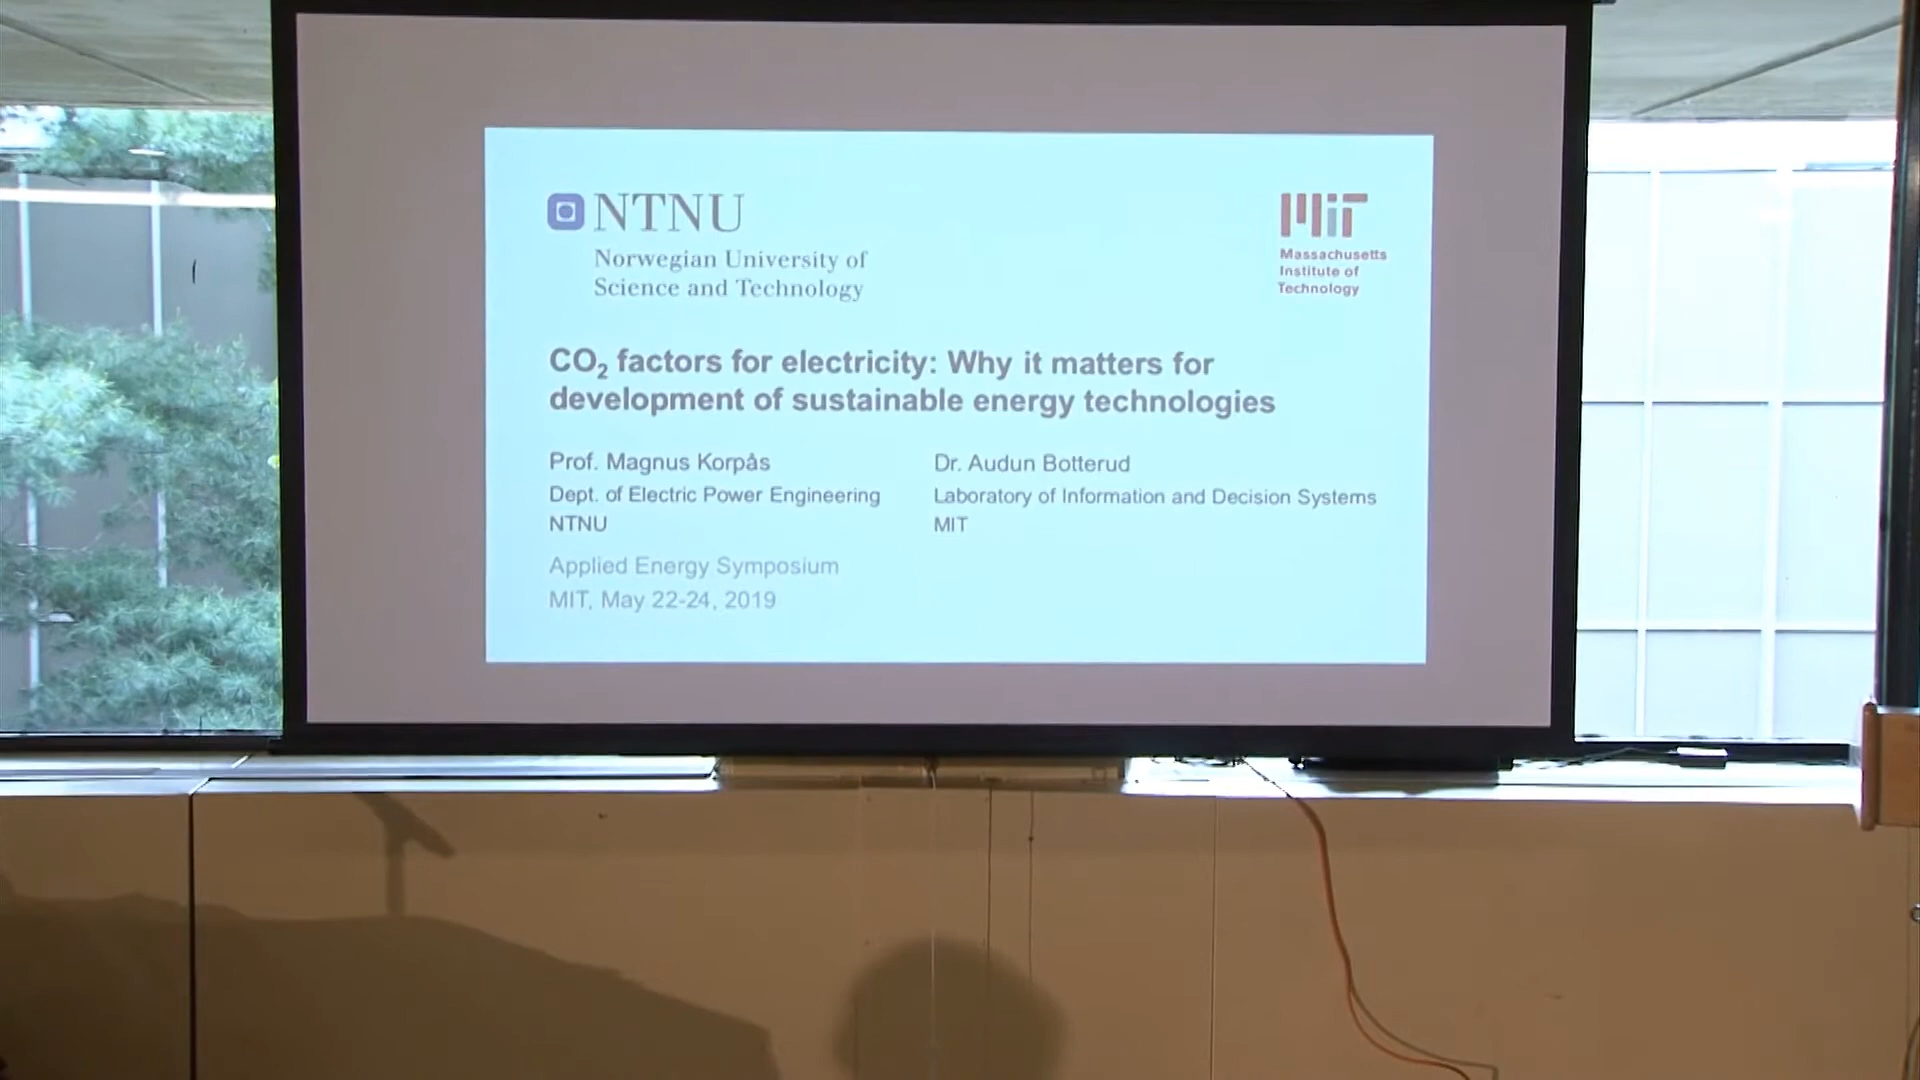 NTNU
Norwegian University of
Science and Technology
MiT
Massachusetts
Institute of
Technology
CO₂ factors for electricity: Why it matters for
development of sustainable energy technologies
Prof. Magnus Korpås
Dept. of Electric Power Engineering
NTNU
Dr. Audun Botterud
Laboratory of Information and Decision Systems
MIT
Applied Energy Symposium
MIT, May 22-24, 2019